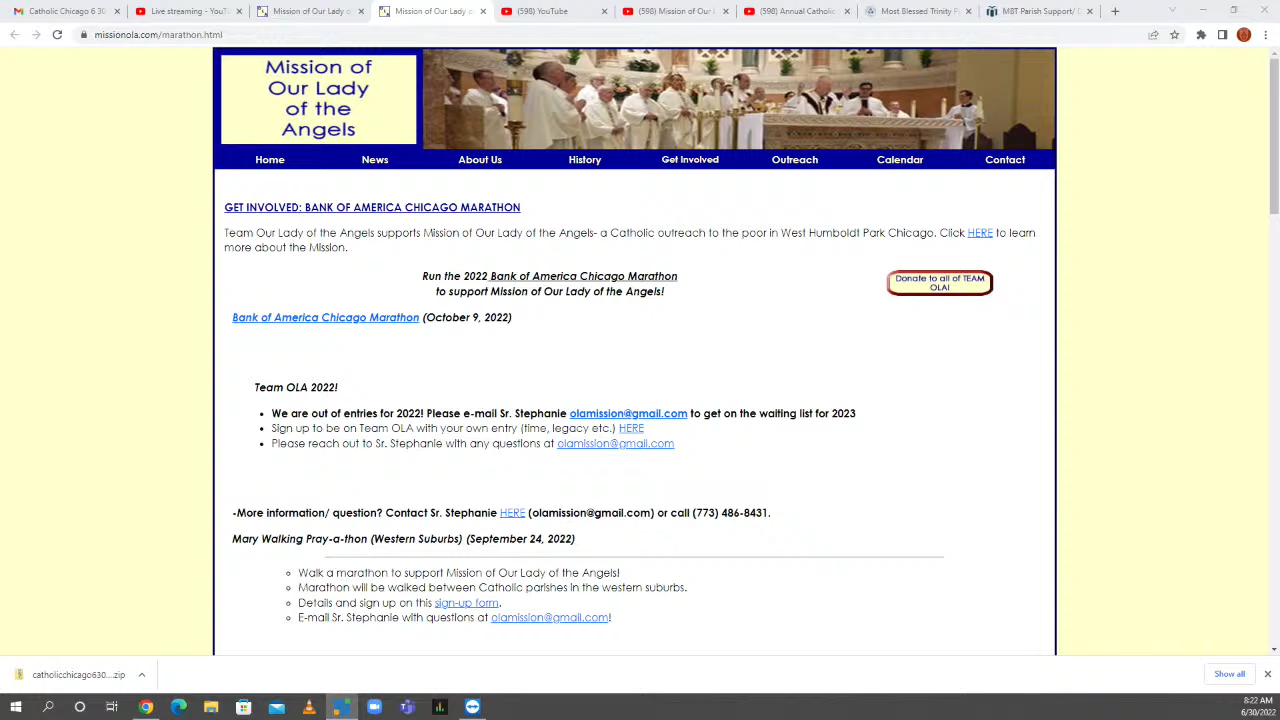 Catholic Chicago 6 30
Live streaming - YouT
Mission of Our Lady of
Mission of Our Lady of
(598) YouTube
(598) Mission of Our L
(598) Annual Catholic
Most Blessed Trinity Fa
MBT Parish Support/
missionola.com/marathon.html
Mission of
Our Lady
of the
Angels
Home News About Us History Get Involved Outreach Calendar Contact
GET INVOLVED: BANK OF AMERICA CHICAGO MARATHON
Team Our Lady of the Angels supports Mission of Our Lady of the Angels- a Catholic outreach to the poor in West Humboldt Park Chicago. Click HERE to learn
more about the Mission.
Run the 2022 Bank of America Chicago Marathon
to support Mission of Our Lady of the Angels!
Donate to all of TEAM
OLA!
Bank of America Chicago Marathon (October 9, 2022)
Team OLA 2022!
• We are out of entries for 2022! Please e-mail Sr. Stephanie olamission@gmail.com to get on the waiting list for 2023
• Sign up to be on Team OLA with your own entry (time, legacy etc.) HERE
• Please reach out to Sr. Stephanie with any questions at olamission@gmail.com
-More information/ question? Contact Sr. Stephanie HERE (olamission@gmail.com) or call (773) 486-8431.
Mary Walking Pray-a-thon (Western Suburbs) (September 24, 2022)
◦ Walk a marathon to support Mission of Our Lady of the Angels!
◦ Marathon will be walked between Catholic parishes in the western suburbs.
◦ Details and sign up on this sign-up form.
◦ E-mail Sr. Stephanie with questions at olamission@gmail.com!
catholicchicago630....zip
Show all
8:22 AM
6/30/2022